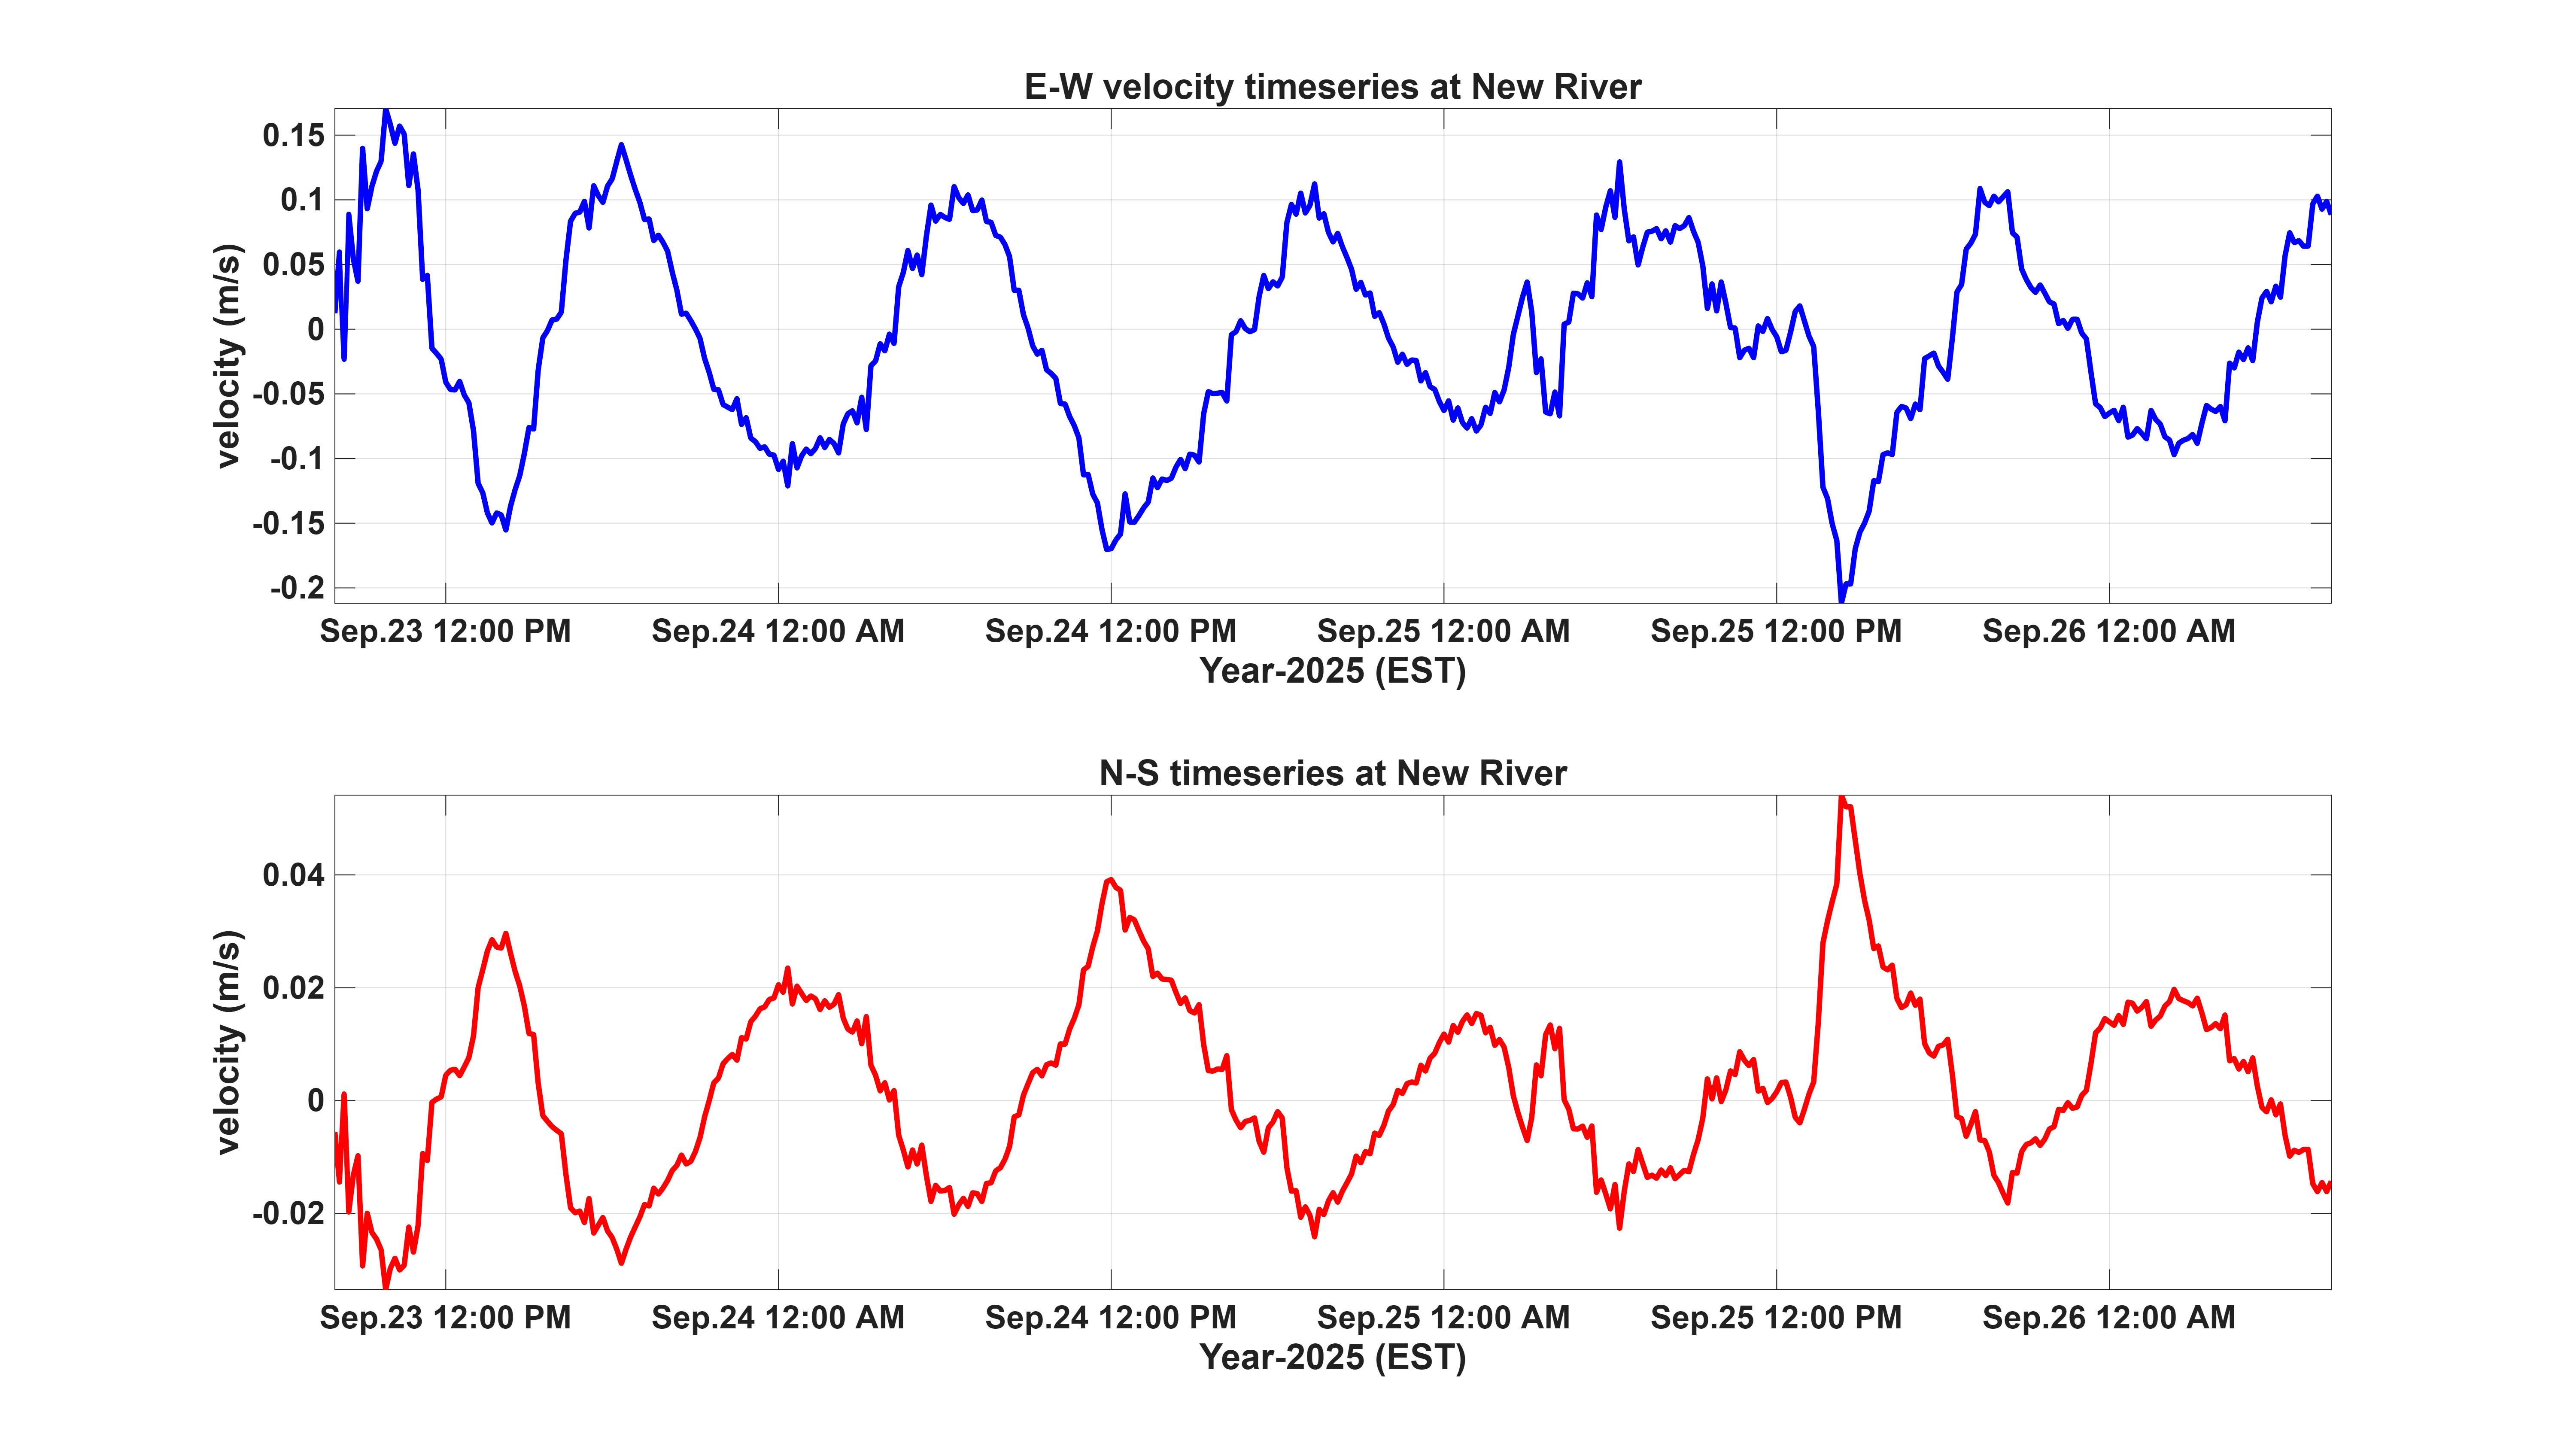 E-W velocity timeseries at New River
velocity (m/s)
0.15
0.1
0.05
0
-0.05
-0.1
-0.15
-0.2
Sep.23 12:00 PM Sep.24 12:00 AM Sep.24 12:00 PM Sep.25 12:00 AM Sep.25 12:00 PM Sep.26 12:00 AM
Year-2025 (EST)
N-S timeseries at New River
velocity (m/s)
0.04
0.02
0
-0.02
Sep.23 12:00 PM Sep.24 12:00 AM Sep.24 12:00 PM Sep.25 12:00 AM Sep.25 12:00 PM Sep.26 12:00 AM
Year-2025 (EST)